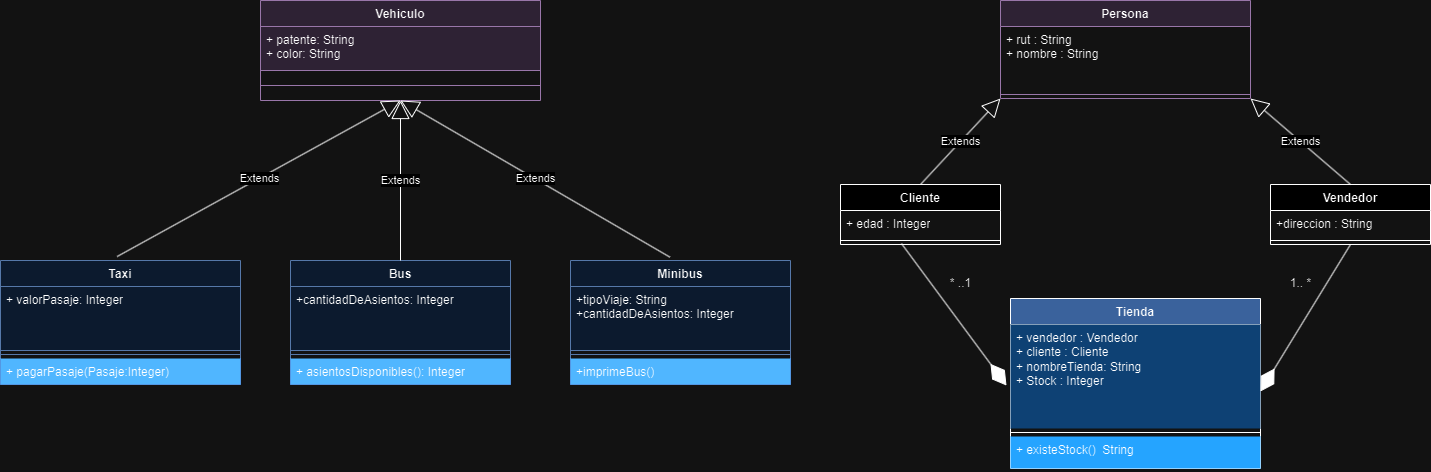 Vehiculo
+ patente: String
+ color: String
Extends
Extends
Extends
Taxi
+ valorPasaje: Integer
+ pagarPasaje(Pasaje:Integer)
Bus
+cantidadDeAsientos: Integer
+ asientosDisponibles(): Integer
Minibus
+tipoViaje: String
+cantidadDeAsientos: Integer
+imprimeBus()
Persona
+ rut : String
+ nombre : String
Extends
Extends
Cliente
+ edad : Integer
Vendedor
+direccion : String
* ..1
1.. *
Tienda
+ vendedor : Vendedor
+ cliente : Cliente
+ nombreTienda: String
+ Stock : Integer
+ existeStock() String